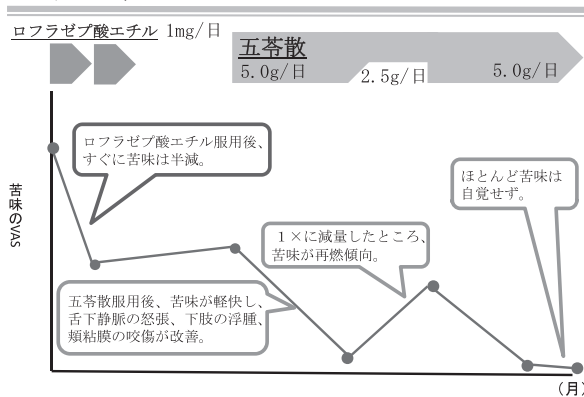 ロフラゼプ酸エチル 1mg/日
五苓散
5.0g/日
2.5g/日
5.0g/日
ロフラゼプ酸エチル服用後、
すぐに苦味は半減。
ほとんど苦味は
自覚せず。
1×に減量したところ、
苦味が再燃傾向。
五苓散服用後、苦味が軽快し、
舌下静脈の怒張、下肢の浮腫、
頬粘膜の咬傷が改善。
苦味のVAS
(月)